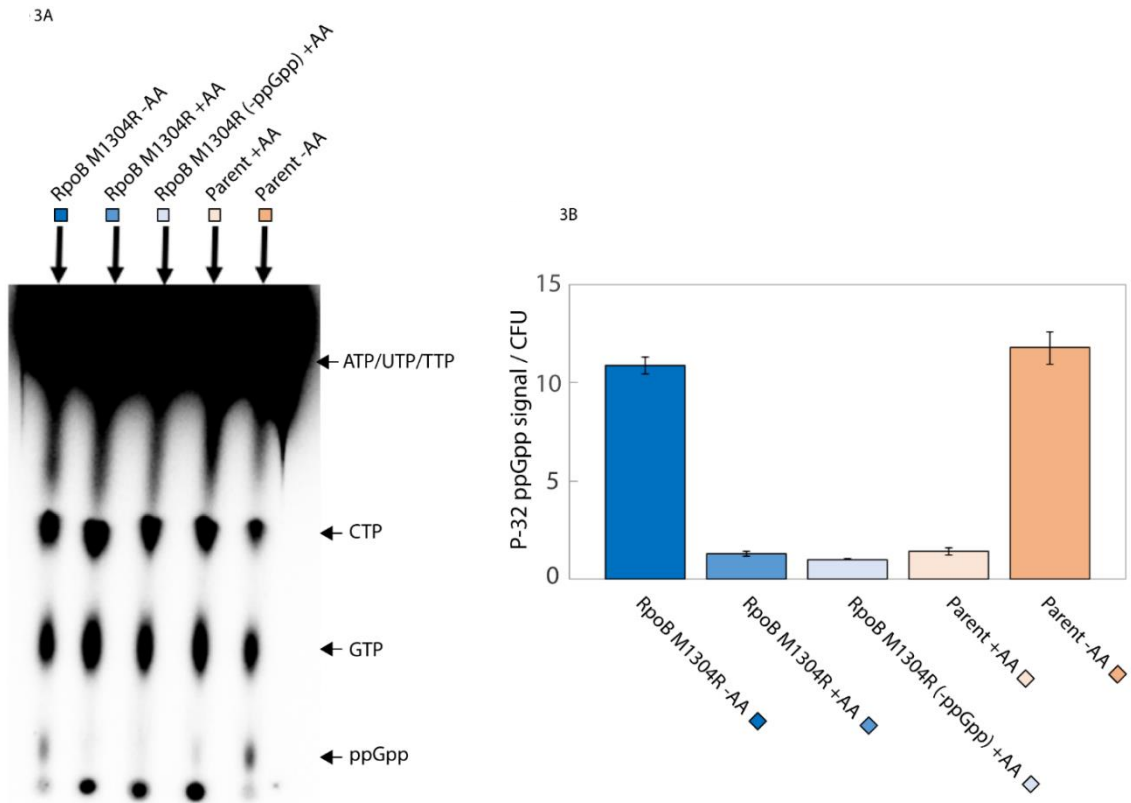 3A
RpoB M1304R -AA
RpoB M1304R +AA
RpoB M1304R (-ppGpp) +AA
Parent +AA
Parent -AA
ATP/UTP/TTP
CTP
GTP
ppGpp
3B
P-32 ppGpp signal / CFU
15
10
5
0
RpoB M1304R -AA
RpoB M1304R +AA
RpoB M1304R (-ppGpp) +AA
Parent +AA
Parent -AA